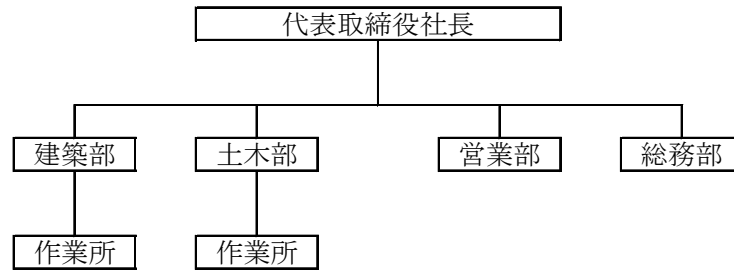 代表取締役社長
建築部
土木部
営業部
総務部
作業所
作業所